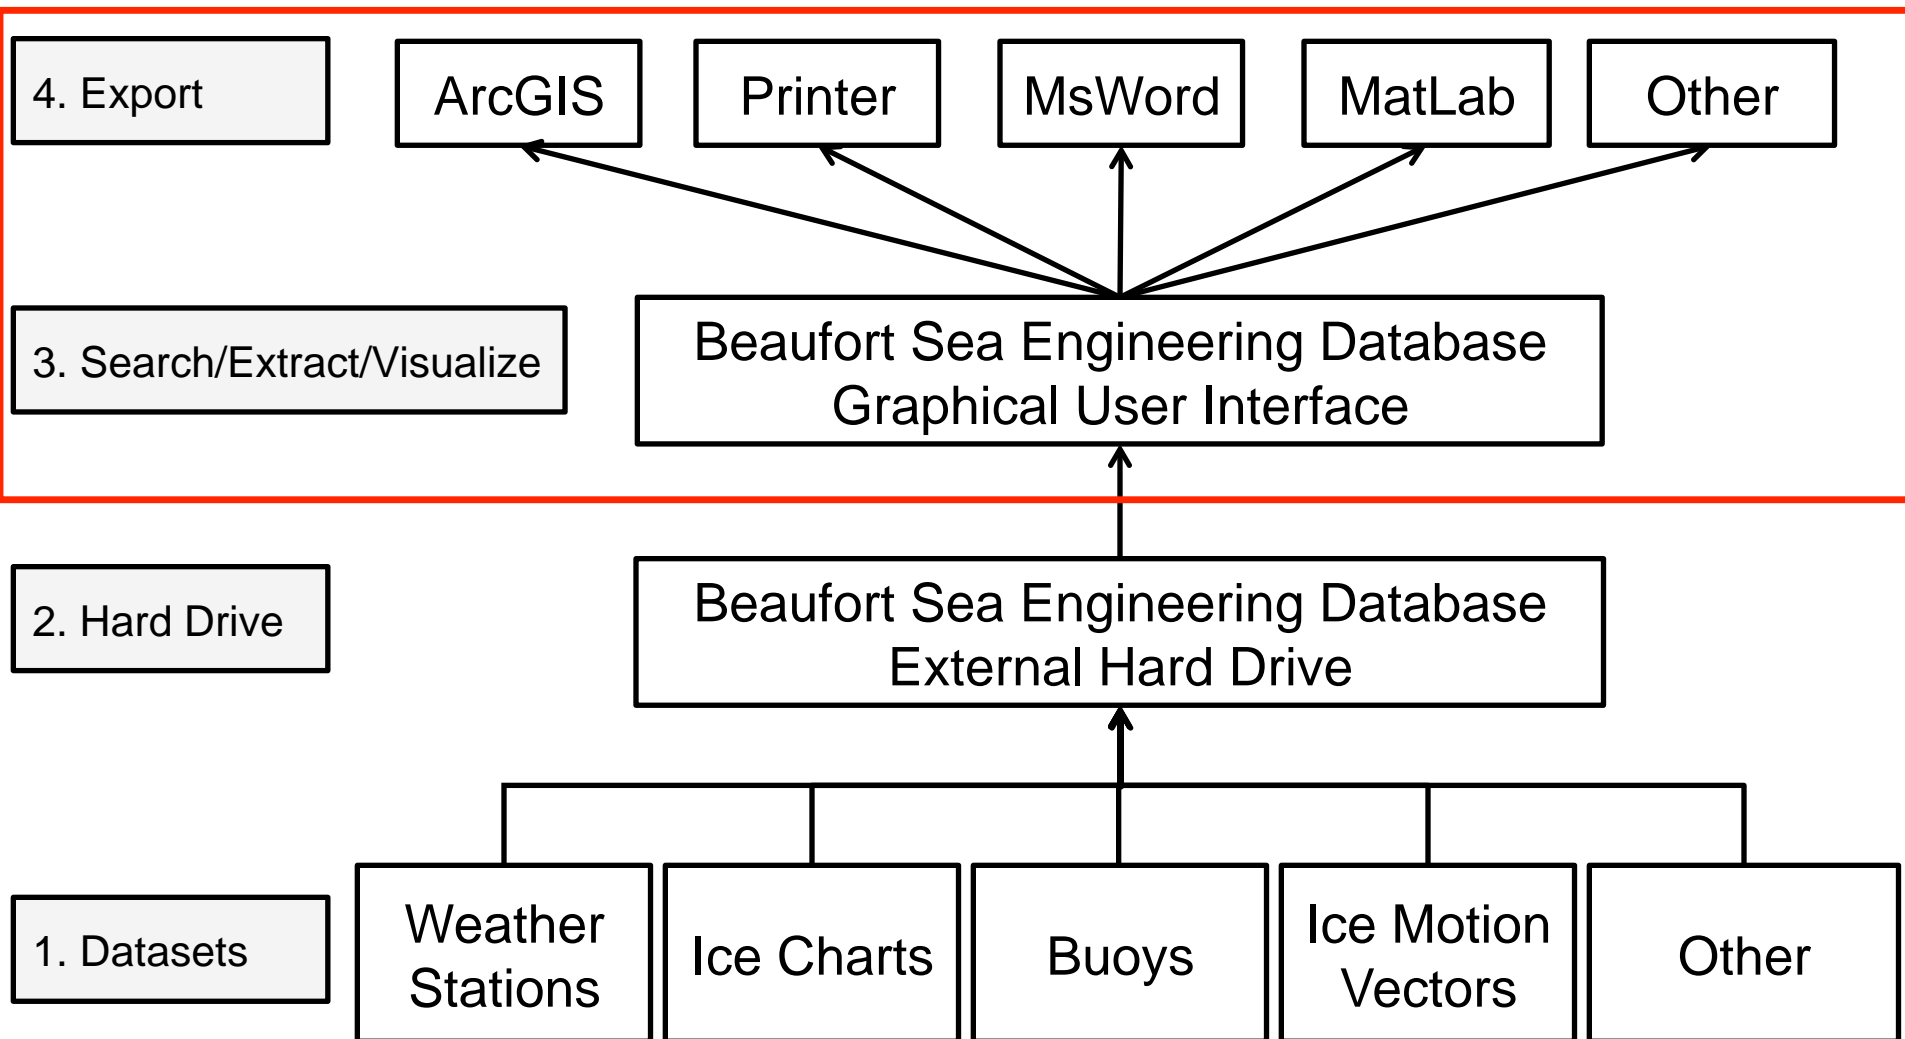 4. Export
ArcGIS
Printer
MsWord
MatLab
Other
3. Search/Extract/Visualize
Beaufort Sea Engineering Database
Graphical User Interface
2. Hard Drive
Beaufort Sea Engineering Database
External Hard Drive
1. Datasets
Weather
Stations
Ice Charts
Buoys
Ice Motion
Vectors
Other